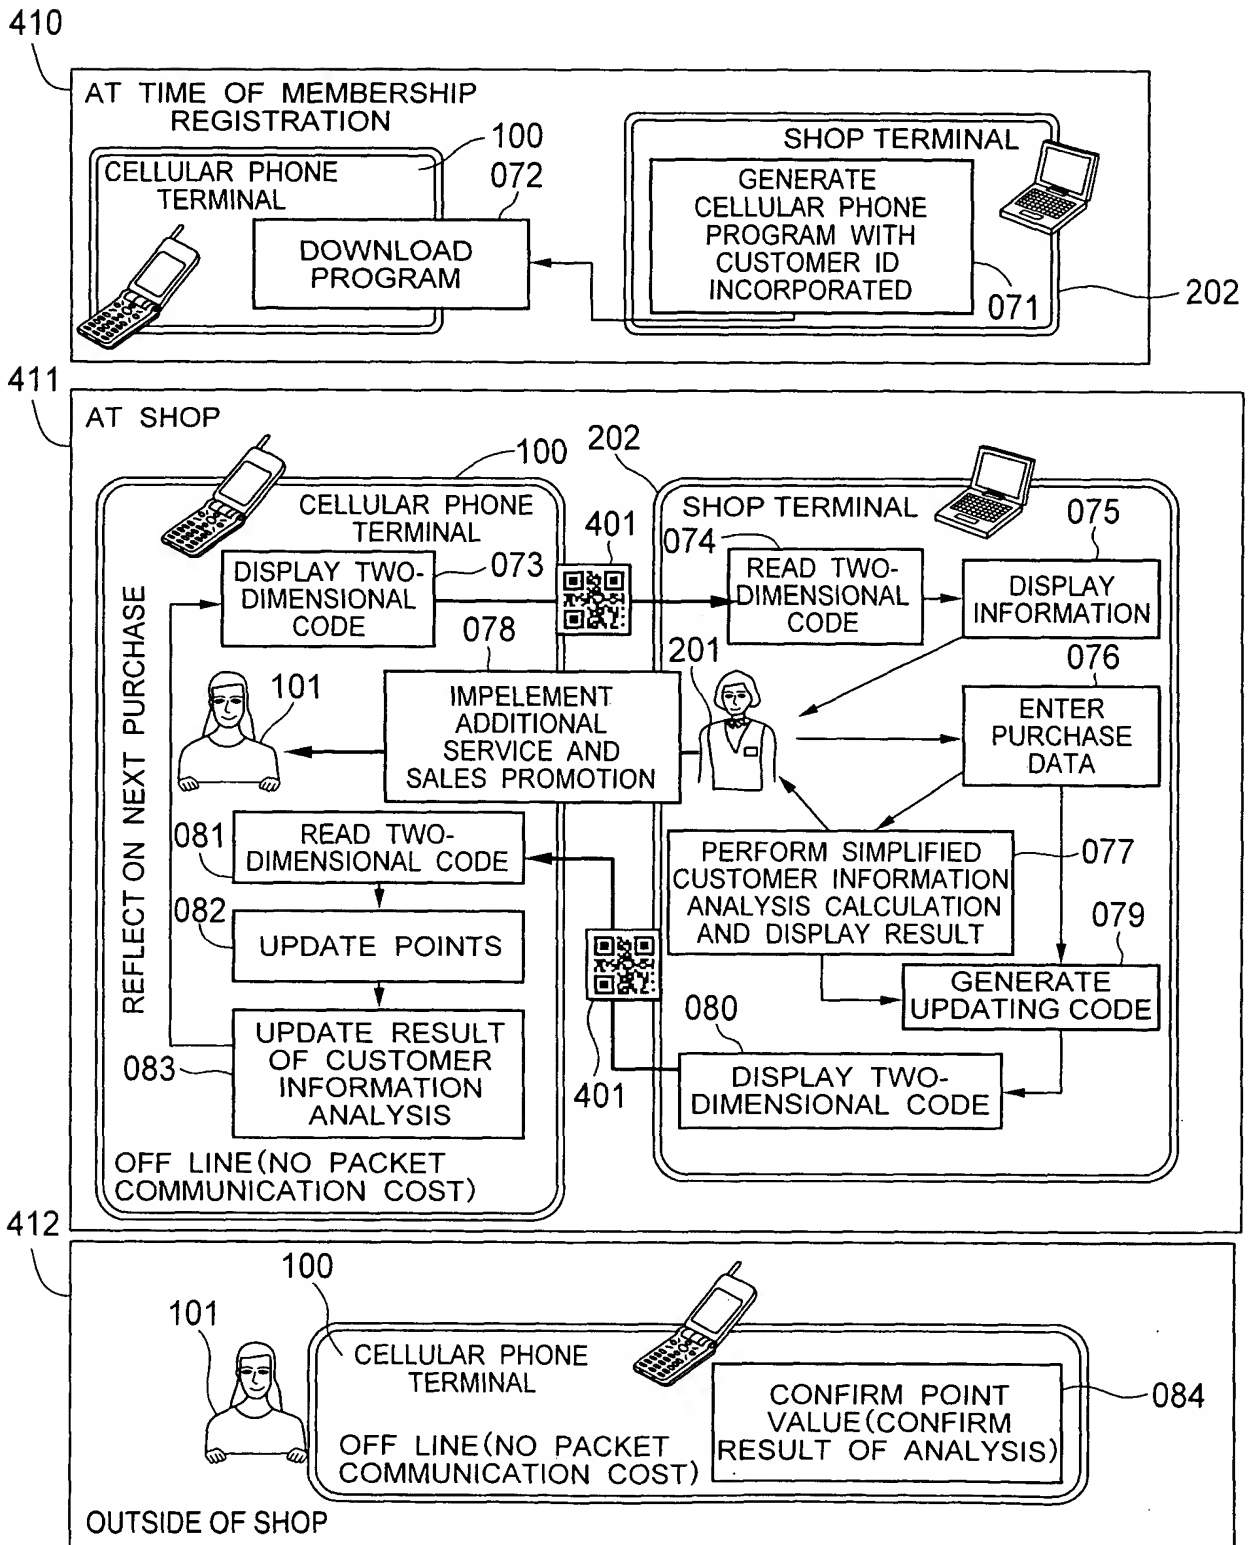 410
AT TIME OF MEMBERSHIP
REGISTRATION
100
CELLULAR PHONE
TERMINAL
072
DOWNLOAD
PROGRAM
SHOP TERMINAL
GENERATE
CELLULAR PHONE
PROGRAM WITH
CUSTOMER ID
INCORPORATED
071
202
411
AT SHOP
100
CELLULAR PHONE
TERMINAL
REFLECT ON NEXT PURCHASE
DISPLAY TWO-
DIMENSIONAL
CODE
073
401
202
SHOP TERMINAL
074
READ TWO-
DIMENSIONAL
CODE
075
DISPLAY
INFORMATION
078
IMPELEMENT
ADDITIONAL
SERVICE AND
SALES PROMOTION
101
201
076
ENTER
PURCHASE
DATA
081
READ TWO-
DIMENSIONAL CODE
082
UPDATE POINTS
083
UPDATE RESULT
OF CUSTOMER
INFORMATION
ANALYSIS
PERFORM SIMPLIFIED
CUSTOMER INFORMATION
ANALYSIS CALCULATION
AND DISPLAY RESULT
077
079
GENERATE
UPDATING CODE
080
DISPLAY TWO-
DIMENSIONAL CODE
401
OFF LINE(NO PACKET
COMMUNICATION COST)
412
100
101
CELLULAR PHONE
TERMINAL
OFF LINE(NO PACKET
COMMUNICATION COST)
CONFIRM POINT
VALUE(CONFIRM
RESULT OF ANALYSIS)
084
OUTSIDE OF SHOP